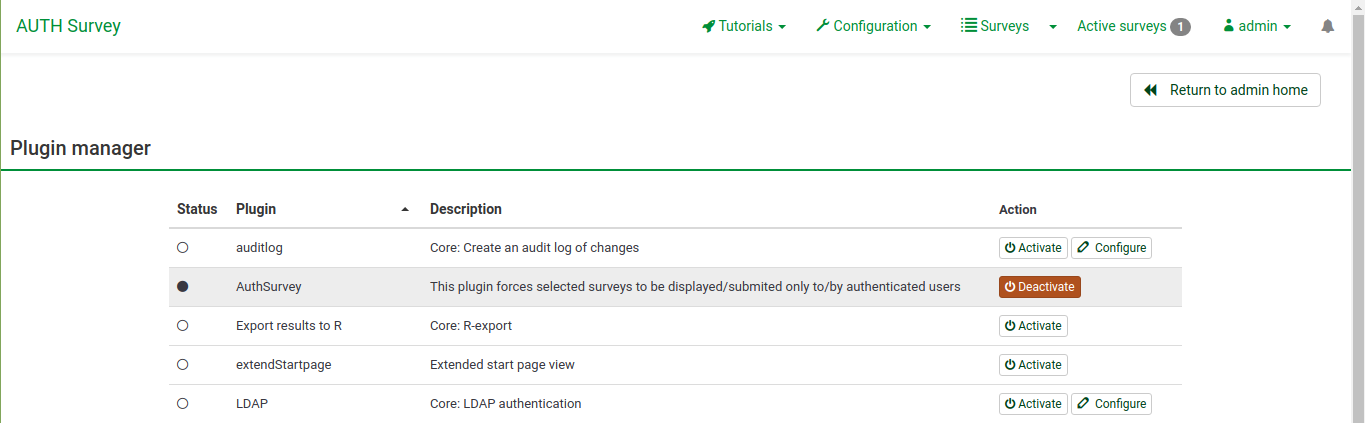 AUTH Survey Tutorials Configuration Surveys Active surveys 1 admin
Return to admin home
Plugin manager
Status Plugin Description Action
auditlog Core: Create an audit log of changes Activate Configure
AuthSurvey This plugin forces selected surveys to be displayed/submited only to/by authenticated users Deactivate
Export results to R Core: R-export Activate
extendStartpage Extended start page view Activate
LDAP Core: LDAP authentication Activate Configure